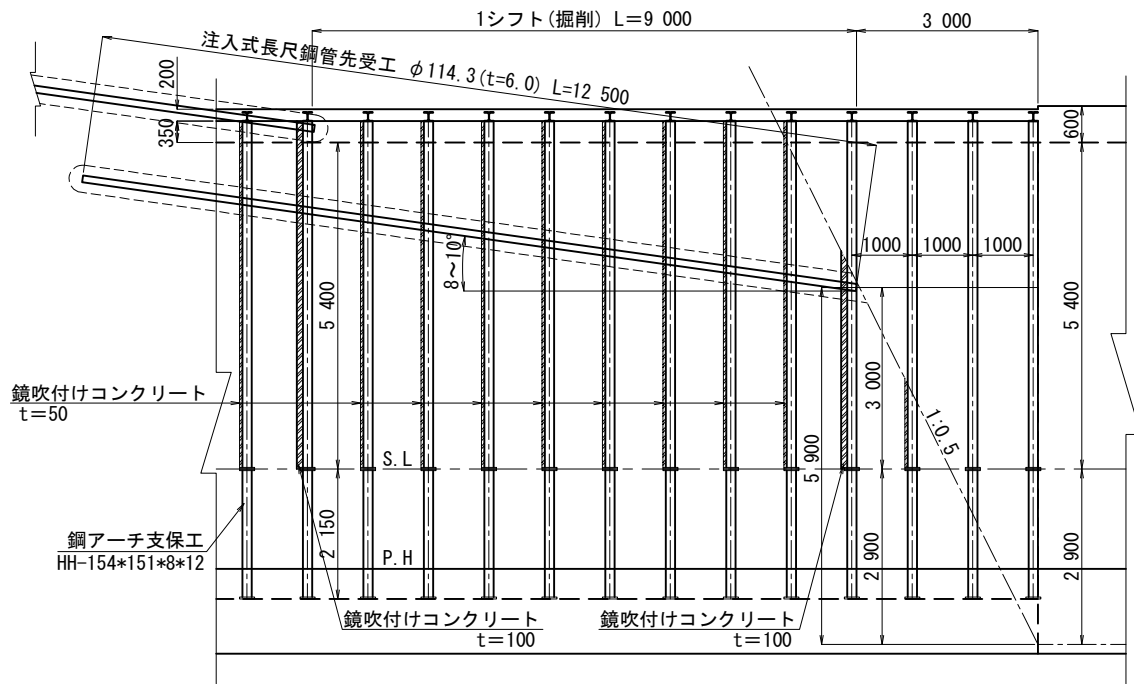 1シフト(掘削) L=9 000
3 000
注入式長尺鋼管先受工 φ114.3(t=6.0) L=12 500
200
350
600
8～10°
1000
1000
1000
5 400
5 400
3 000
鏡吹付けコンクリート
t=50
1:0.5
5 900
S.L
2 150
鋼アーチ支保工
HH-154*151*8*12
P.H
2 900
2 900
鏡吹付けコンクリート
t=100
鏡吹付けコンクリート
t=100